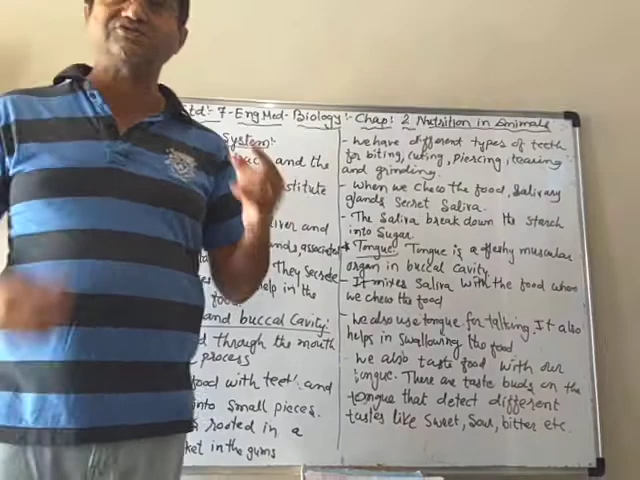 Std:- 7-Eng Med- Biology:- Chap: 2 Nutrition in Animals
System:
and the
stitute
liver and
ands, associated
They secrete
help in the
food
and buccal Cavity:
d through the mouth
process
food with teeth and
into small pieces.
s rooted in a
ket in the gums
- we have different types of teeth
for biting, cuting, piercing, tearing
and grinding.
- When we chew the food, salivary
glands secret Saliva.
- The Saliva break down the starch
into Sugar
* Tongue:- Tongue is a fleshy muscular
organ in buccal cavity.
- It mixes saliva with the food when
we chew the food
- we also use tongue for talking. It also
helps in swallowing the food
- we also taste food with our
tongue. There are taste buds on the
tongue that detect different
tastes like Sweet, Sour, bitter etc.